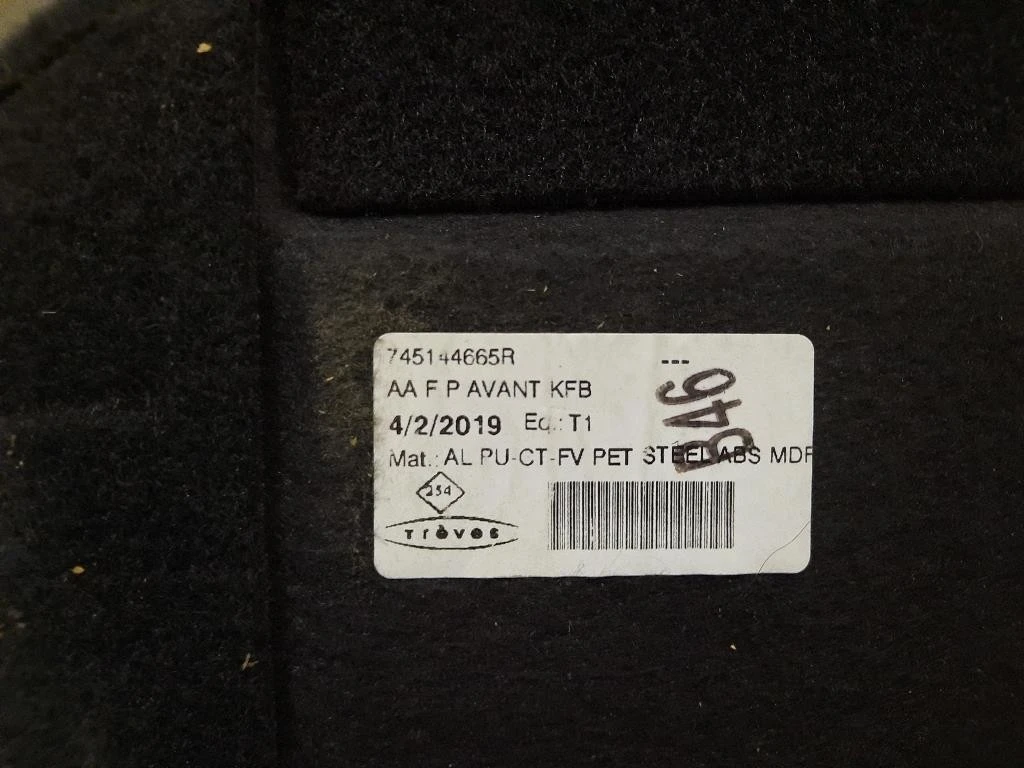 745144665R
---
AA F P AVANT KFB
4/2/2019 Eq.: T1
B46
Mat.: AL PU-CT-FV PET STEEL ABS MDF
254
Trèves